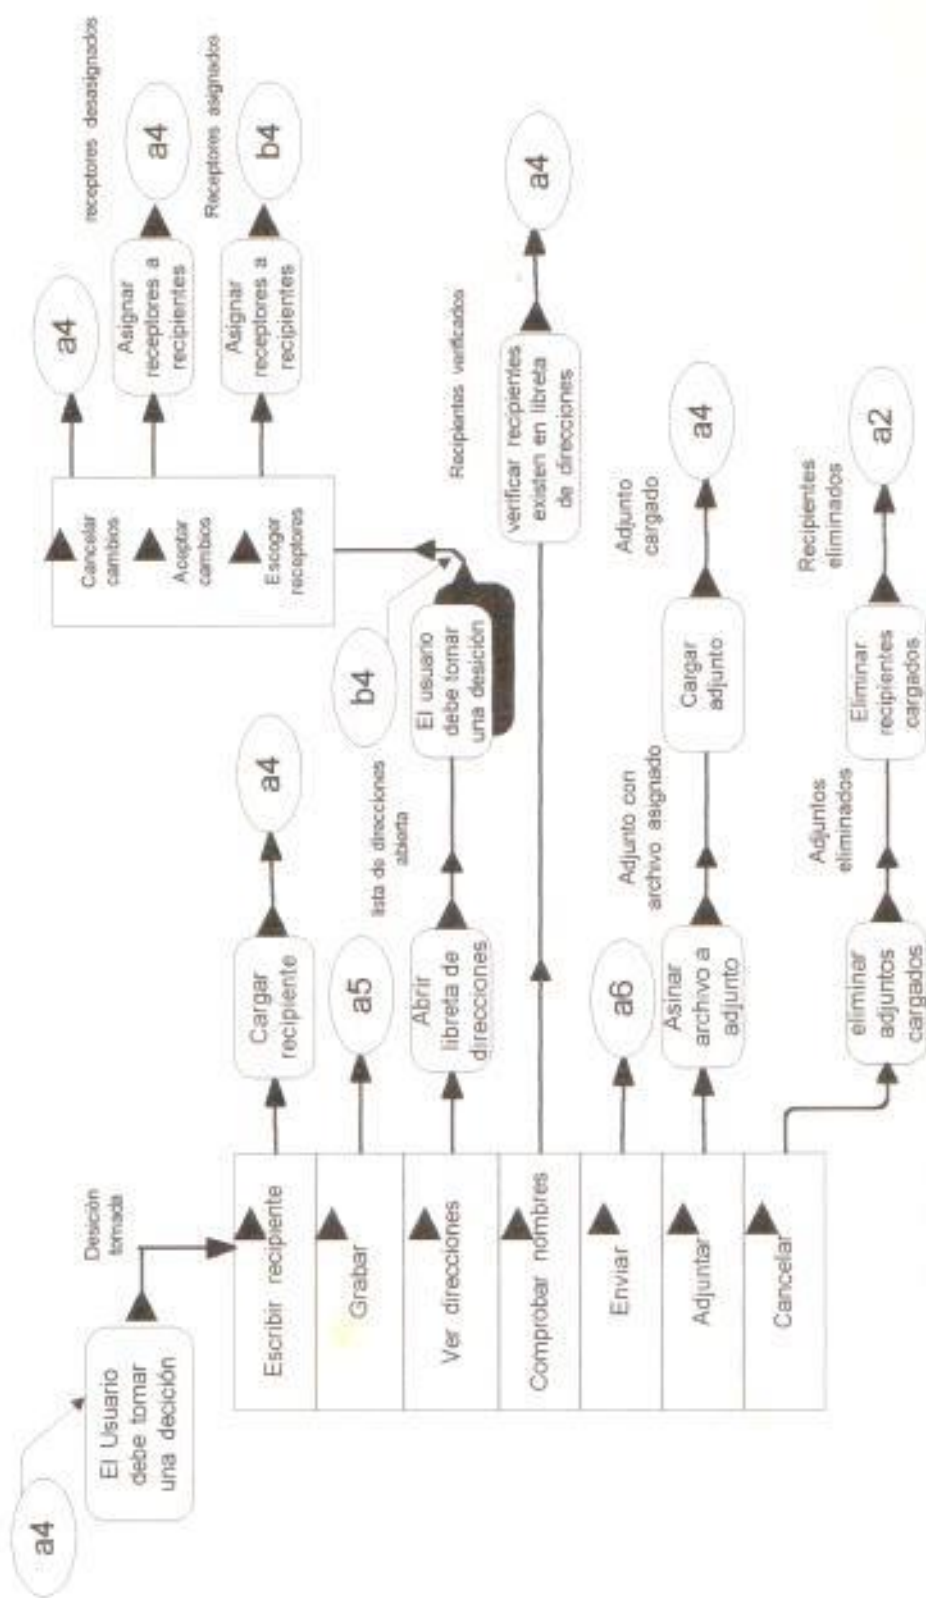 a4
El Usuario
debe tomar
una decición
Desición
tomada
Escribir recipiente
Grabar
Ver direcciones
Comprobar nombres
Enviar
Adjuntar
Cancelar
Cargar
recipiente
a4
a5
Abrir
libreta de
direcciones
lista de direcciones
abierta
El usuario
debe tomar
una desición
b4
Cancelar
cambios
Aceptar
cambios
Escoger
receptores
a4
Asignar
receptores a
recipientes
receptores desasignados
a4
Asignar
receptores a
recipientes
Receptores asignados
b4
verificar recipientes
existen en libreta
de direcciones
Recipientes verificados
a4
a6
Asinar
archivo a
adjunto
Adjunto con
archivo asignado
Cargar
adjunto
Adjunto
cargado
a4
eliminar
adjuntos
cargados
Adjuntos
eliminados
Eliminar
recipientes
cargados
Recipientes
eliminados
a2